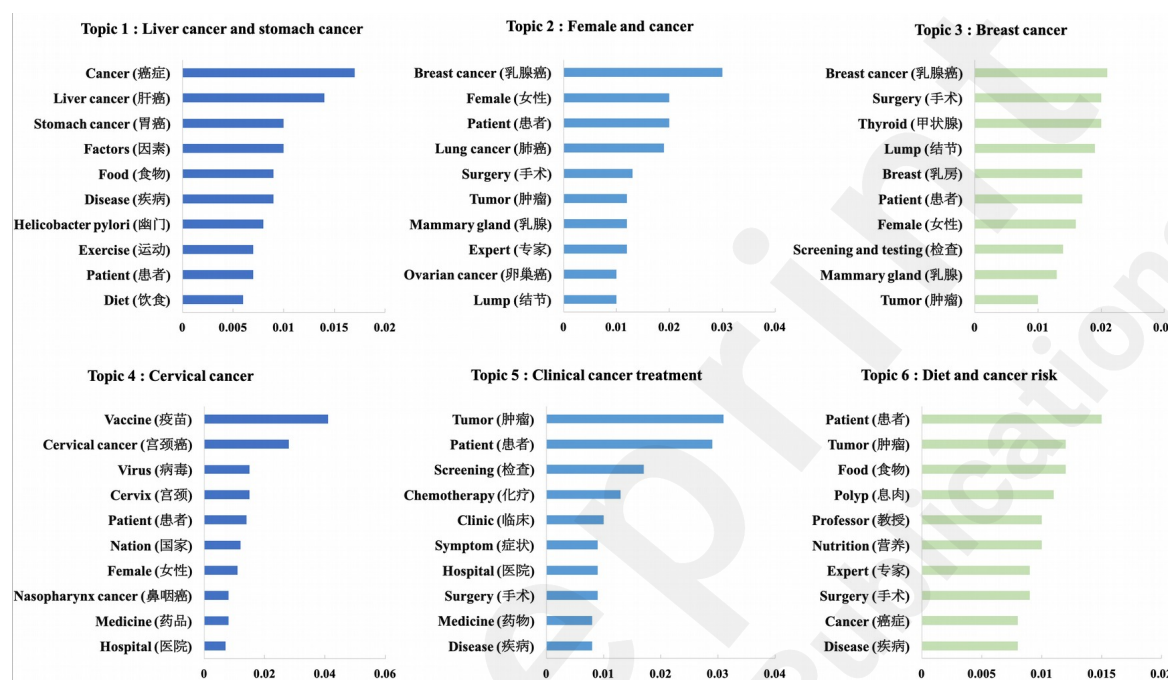 Topic 1 : Liver cancer and stomach cancer
Cancer (癌症)
Liver cancer (肝癌)
Stomach cancer (胃癌)
Factors (因素)
Food (食物)
Disease (疾病)
Helicobacter pylori (幽门)
Exercise (运动)
Patient (患者)
Diet (饮食)
0 0.005 0.01 0.015 0.02
Topic 2 : Female and cancer
Breast cancer (乳腺癌)
Female (女性)
Patient (患者)
Lung cancer (肺癌)
Surgery (手术)
Tumor (肿瘤)
Mammary gland (乳腺)
Expert (专家)
Ovarian cancer (卵巢癌)
Lump (结节)
0 0.01 0.02 0.03 0.04
Topic 3 : Breast cancer
Breast cancer (乳腺癌)
Surgery (手术)
Thyroid (甲状腺)
Lump (结节)
Breast (乳房)
Patient (患者)
Female (女性)
Screening and testing (检查)
Mammary gland (乳腺)
Tumor (肿瘤)
0 0.01 0.02
Topic 4 : Cervical cancer
Vaccine (疫苗)
Cervical cancer (宫颈癌)
Virus (病毒)
Cervix (宫颈)
Patient (患者)
Nation (国家)
Female (女性)
Nasopharynx cancer (鼻咽癌)
Medicine (药品)
Hospital (医院)
0 0.02 0.04 0.06
Topic 5 : Clinical cancer treatment
Tumor (肿瘤)
Patient (患者)
Screening (检查)
Chemotherapy (化疗)
Clinic (临床)
Symptom (症状)
Hospital (医院)
Surgery (手术)
Medicine (药物)
Disease (疾病)
0 0.01 0.02 0.03 0.04
Topic 6 : Diet and cancer risk
Patient (患者)
Tumor (肿瘤)
Food (食物)
Polyp (息肉)
Professor (教授)
Nutrition (营养)
Expert (专家)
Surgery (手术)
Cancer (癌症)
Disease (疾病)
0 0.005 0.01 0.015
eprint
Publications